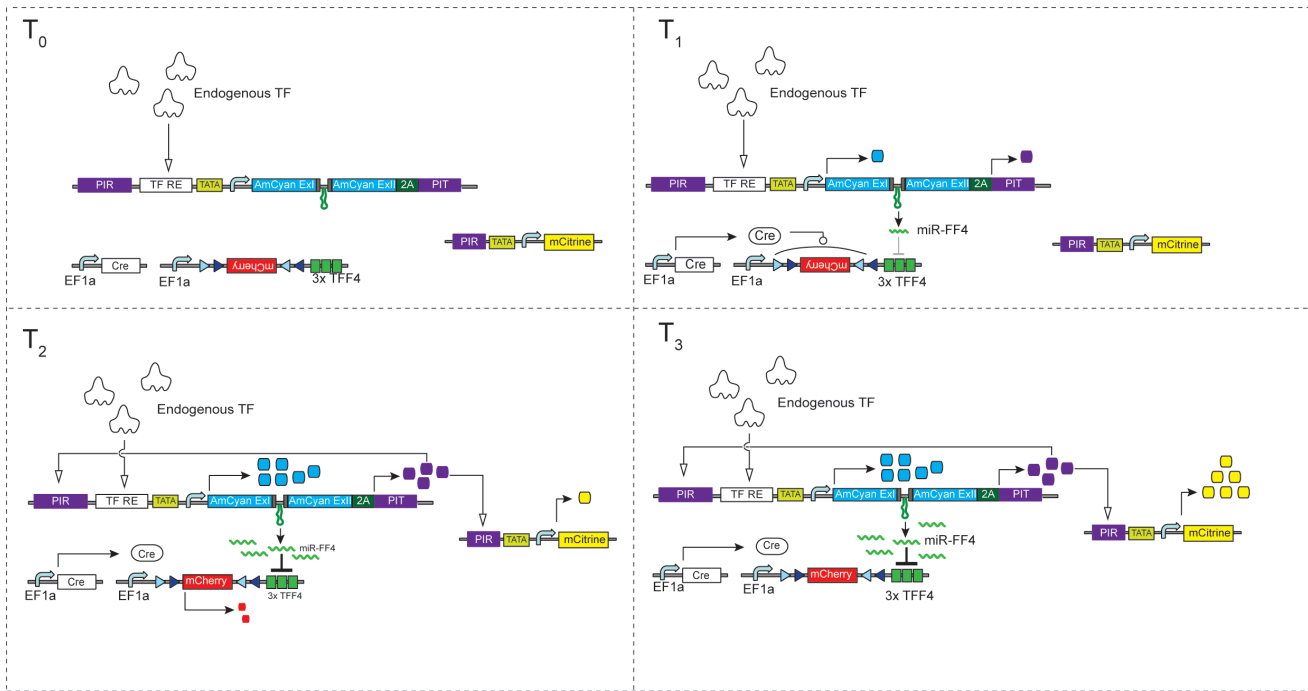 T0
Endogenous TF
PIR TF RE TATA AmCyan ExI AmCyan ExII 2A PIT
PIR TATA mCitrine
Cre mCherry
EF1a EF1a 3x TFF4
T1
Endogenous TF
PIR TF RE TATA AmCyan ExI AmCyan ExII 2A PIT
miR-FF4
Cre
PIR TATA mCitrine
Cre mCherry
EF1a EF1a 3x TFF4
T2
Endogenous TF
PIR TF RE TATA AmCyan ExI AmCyan ExII 2A PIT
PIR TATA mCitrine
miR-FF4
Cre
Cre mCherry
EF1a EF1a 3x TFF4
T3
Endogenous TF
PIR TF RE TATA AmCyan ExI AmCyan ExII 2A PIT
PIR TATA mCitrine
miR-FF4
Cre
Cre mCherry
EF1a EF1a 3x TFF4